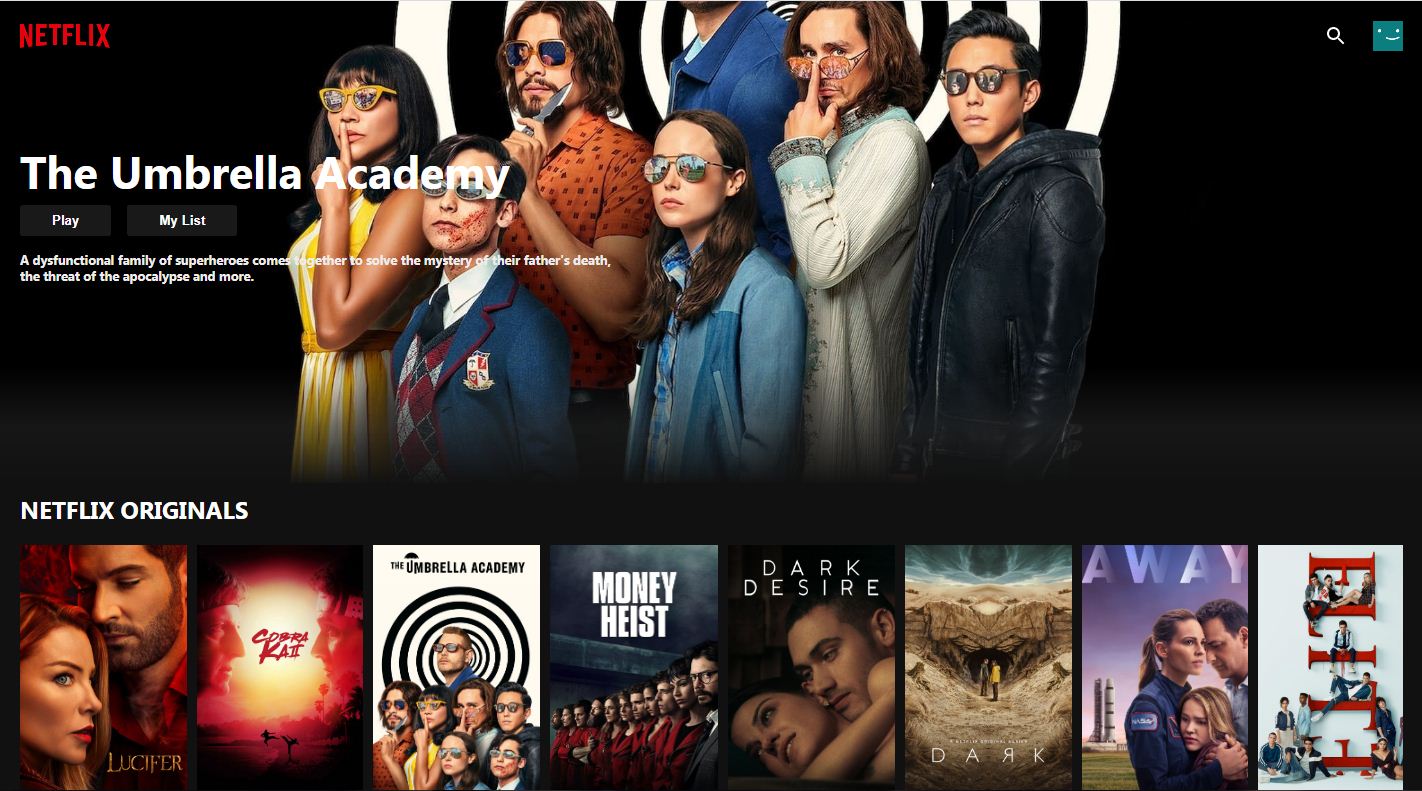 NETFLIX
The Umbrella Academy
Play
My List
A dysfunctional family of superheroes comes together to solve the mystery of their father's death,
the threat of the apocalypse and more.
NETFLIX ORIGINALS
LUCIFER
COBRA
KAI
THE UMBRELLA ACADEMY
MONEY
HEIST
DARK
DESIRE
A NETFLIX ORIGINAL SERIES
DARK
AWAY
NASA
ELITE